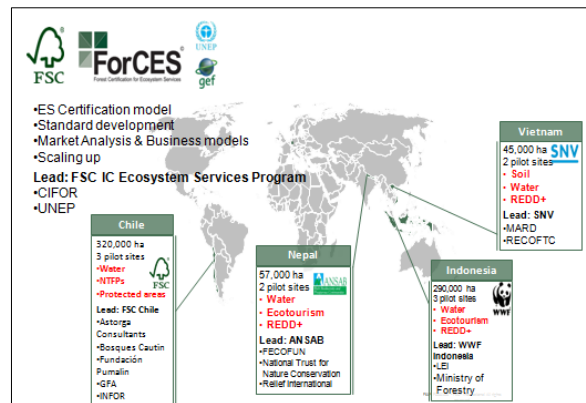 FSC
ForCES
Forest Certification for Ecosystem Services
UNEP
gef
•ES Certification model
•Standard development
•Market Analysis & Business models
•Scaling up
Lead: FSC IC Ecosystem Services Program
•CIFOR
•UNEP
Chile
320,000 ha
3 pilot sites
•Water
•NTFPs
•Protected areas
FSC
Lead: FSC Chile
•Astorga
Consultants
•Bosques Cautin
•Fundación
Pumalin
•GFA
•INFOR
Nepal
57,000 ha
2 pilot sites
• Water
• Ecotourism
• REDD+
ANSAB
Lead: ANSAB
•FECOFUN
•National Trust for
Nature Conservation
•Relief International
Indonesia
290,000 ha
3 pilot sites
• Water
• Ecotourism
• REDD+
WWF
Lead: WWF
Indonesia
•LEI
•Ministry of
Forestry
Vietnam
45,000 ha
2 pilot sites
SNV
• Soil
• Water
• REDD+
Lead: SNV
•MARD
•RECOFTC